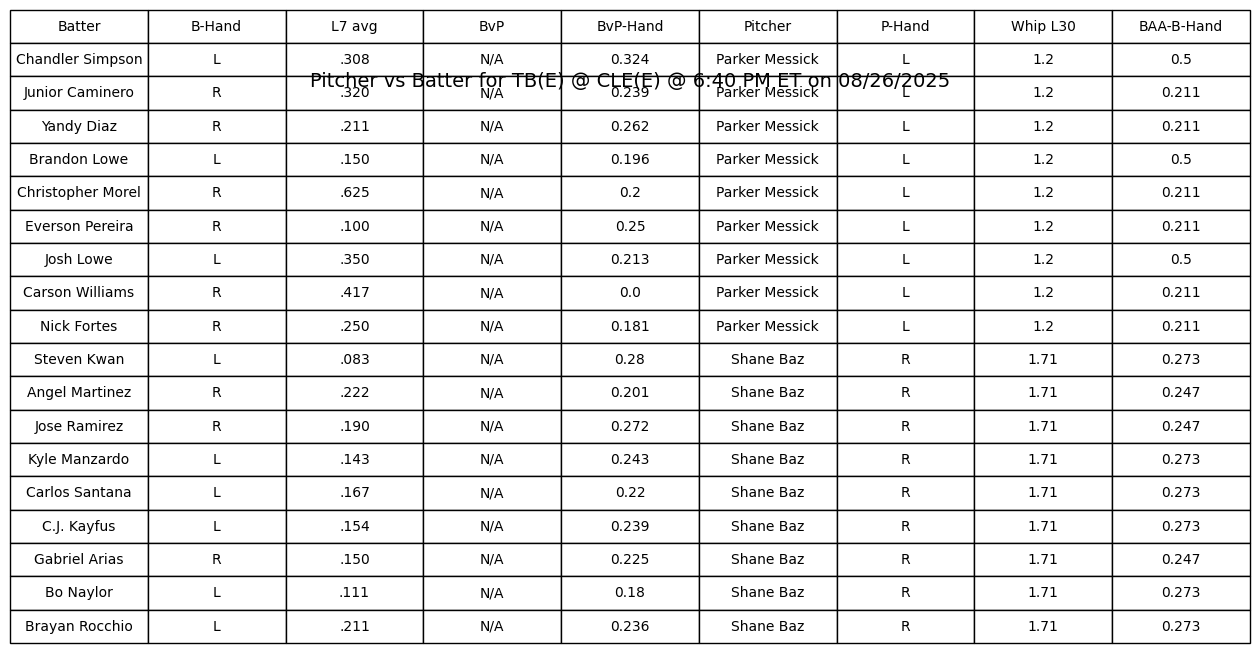 Batter B-Hand L7 avg BvP BvP-Hand Pitcher P-Hand Whip L30 BAA-B-Hand
Chandler Simpson L .308 N/A 0.324 Parker Messick L 1.2 0.5
Pitcher vs Batter for TB(E) @ CLE(E) @ 6:40 PM ET on 08/26/2025
Junior Caminero R .320 N/A 0.239 Parker Messick L 1.2 0.211
Yandy Diaz R .211 N/A 0.262 Parker Messick L 1.2 0.211
Brandon Lowe L .150 N/A 0.196 Parker Messick L 1.2 0.5
Christopher Morel R .625 N/A 0.2 Parker Messick L 1.2 0.211
Everson Pereira R .100 N/A 0.25 Parker Messick L 1.2 0.211
Josh Lowe L .350 N/A 0.213 Parker Messick L 1.2 0.5
Carson Williams R .417 N/A 0.0 Parker Messick L 1.2 0.211
Nick Fortes R .250 N/A 0.181 Parker Messick L 1.2 0.211
Steven Kwan L .083 N/A 0.28 Shane Baz R 1.71 0.273
Angel Martinez R .222 N/A 0.201 Shane Baz R 1.71 0.247
Jose Ramirez R .190 N/A 0.272 Shane Baz R 1.71 0.247
Kyle Manzardo L .143 N/A 0.243 Shane Baz R 1.71 0.273
Carlos Santana L .167 N/A 0.22 Shane Baz R 1.71 0.273
C.J. Kayfus L .154 N/A 0.239 Shane Baz R 1.71 0.273
Gabriel Arias R .150 N/A 0.225 Shane Baz R 1.71 0.247
Bo Naylor L .111 N/A 0.18 Shane Baz R 1.71 0.273
Brayan Rocchio L .211 N/A 0.236 Shane Baz R 1.71 0.273